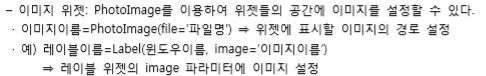 – 이미지 위젯: PhotoImage를 이용하여 위젯들의 공간에 이미지를 설정할 수 있다.
· 이미지이름=PhotoImage(file='파일명') ⇒ 위젯에 표시할 이미지의 경로 설정
· 예) 레이블이름=Label(윈도우이름, image='이미지이름')
⇒ 레이블 위젯의 image 파라미터에 이미지 설정